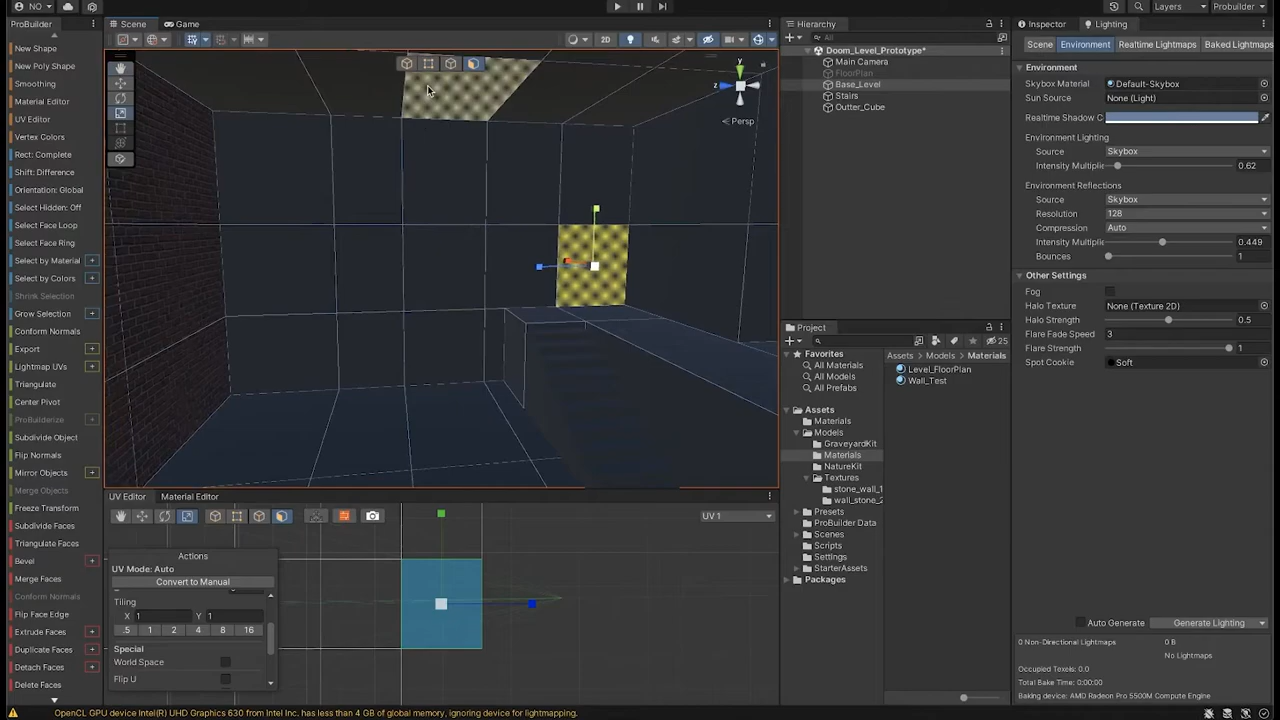 NO
Layers
Probuilder
ProBuilder
Scene
Game
Hierarchy
Inspector
Lighting
New Shape
New Poly Shape
Smoothing
Material Editor
UV Editor
Vertex Colors
Rect: Complete
Shift: Difference
Orientation: Global
Select Hidden: Off
Select Face Loop
Select Face Ring
Select by Material
Select by Colors
Shrink Selection
Grow Selection
Conform Normals
Export
Lightmap UVs
Triangulate
Center Pivot
ProBuilderize
Subdivide Object
Flip Normals
Mirror Objects
Merge Objects
Freeze Transform
Subdivide Faces
Triangulate Faces
Bevel
Merge Faces
Conform Normals
Flip Face Edge
Extrude Faces
Duplicate Faces
Detach Faces
Delete Faces
2D
y
z
Persp
All
Doom_Level_Prototype*
Main Camera
FloorPlan
Base_Level
Stairs
Outter_Cube
Scene
Environment
Realtime Lightmaps
Baked Lightmaps
Environment
Skybox Material
Default-Skybox
Sun Source
None (Light)
Realtime Shadow C
Environment Lighting
Source
Skybox
Intensity Multiplie
0.62
Environment Reflections
Source
Skybox
Resolution
128
Compression
Auto
Intensity Multiplie
0.449
Bounces
1
Other Settings
Fog
Halo Texture
None (Texture 2D)
Halo Strength
0.5
Flare Fade Speed
3
Flare Strength
1
Spot Cookie
Soft
Project
25
Favorites
All Materials
All Models
All Prefabs
Assets
Materials
Models
GraveyardKit
Materials
NatureKit
Textures
stone_wall_1
wall_stone_2
Presets
ProBuilder Data
Scenes
Scripts
Settings
StarterAssets
Packages
Assets
Models
Materials
Level_FloorPlan
Wall_Test
UV Editor
Material Editor
UV 1
Actions
UV Mode: Auto
Convert to Manual
Tiling
X 1
Y 1
.5 1 2 4 8 16
Special
World Space
Flip U
Auto Generate
Generate Lighting
0 Non-Directional Lightmaps
0 B
No Lightmaps
Occupied Texels: 0.0
Total Bake Time: 0:00:00
Baking device: AMD Radeon Pro 5500M Compute Engine
OpenCL GPU device Intel(R) UHD Graphics 630 from Intel Inc. has less than 4 GB of global memory, ignoring device for lightmapping.